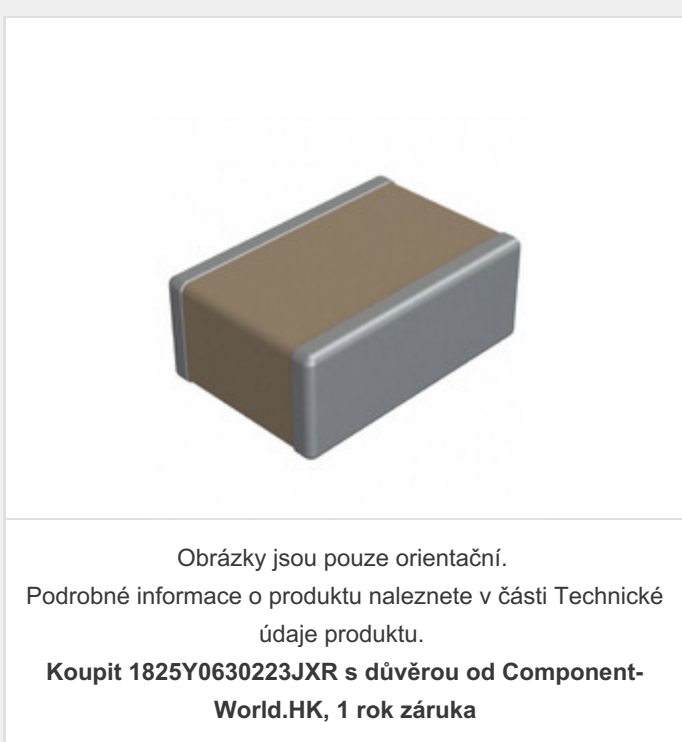 Obrázky jsou pouze orientační.
Podrobné informace o produktu naleznete v části Technické
údaje produktu.
Koupit 1825Y0630223JXR s důvěrou od Component-
World.HK, 1 rok záruka